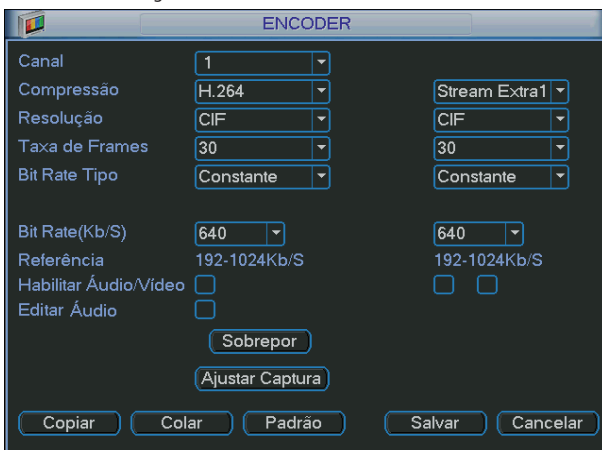 ENCODER
Canal 1
Compressão H.264 Stream Extra1
Resolução CIF CIF
Taxa de Frames 30 30
Bit Rate Tipo Constante Constante
Bit Rate(Kb/S) 640 640
Referência 192-1024Kb/S 192-1024Kb/S
Habilitar Áudio/Vídeo
Editar Áudio
Sobrepor
Ajustar Captura
Copiar Colar Padrão Salvar Cancelar